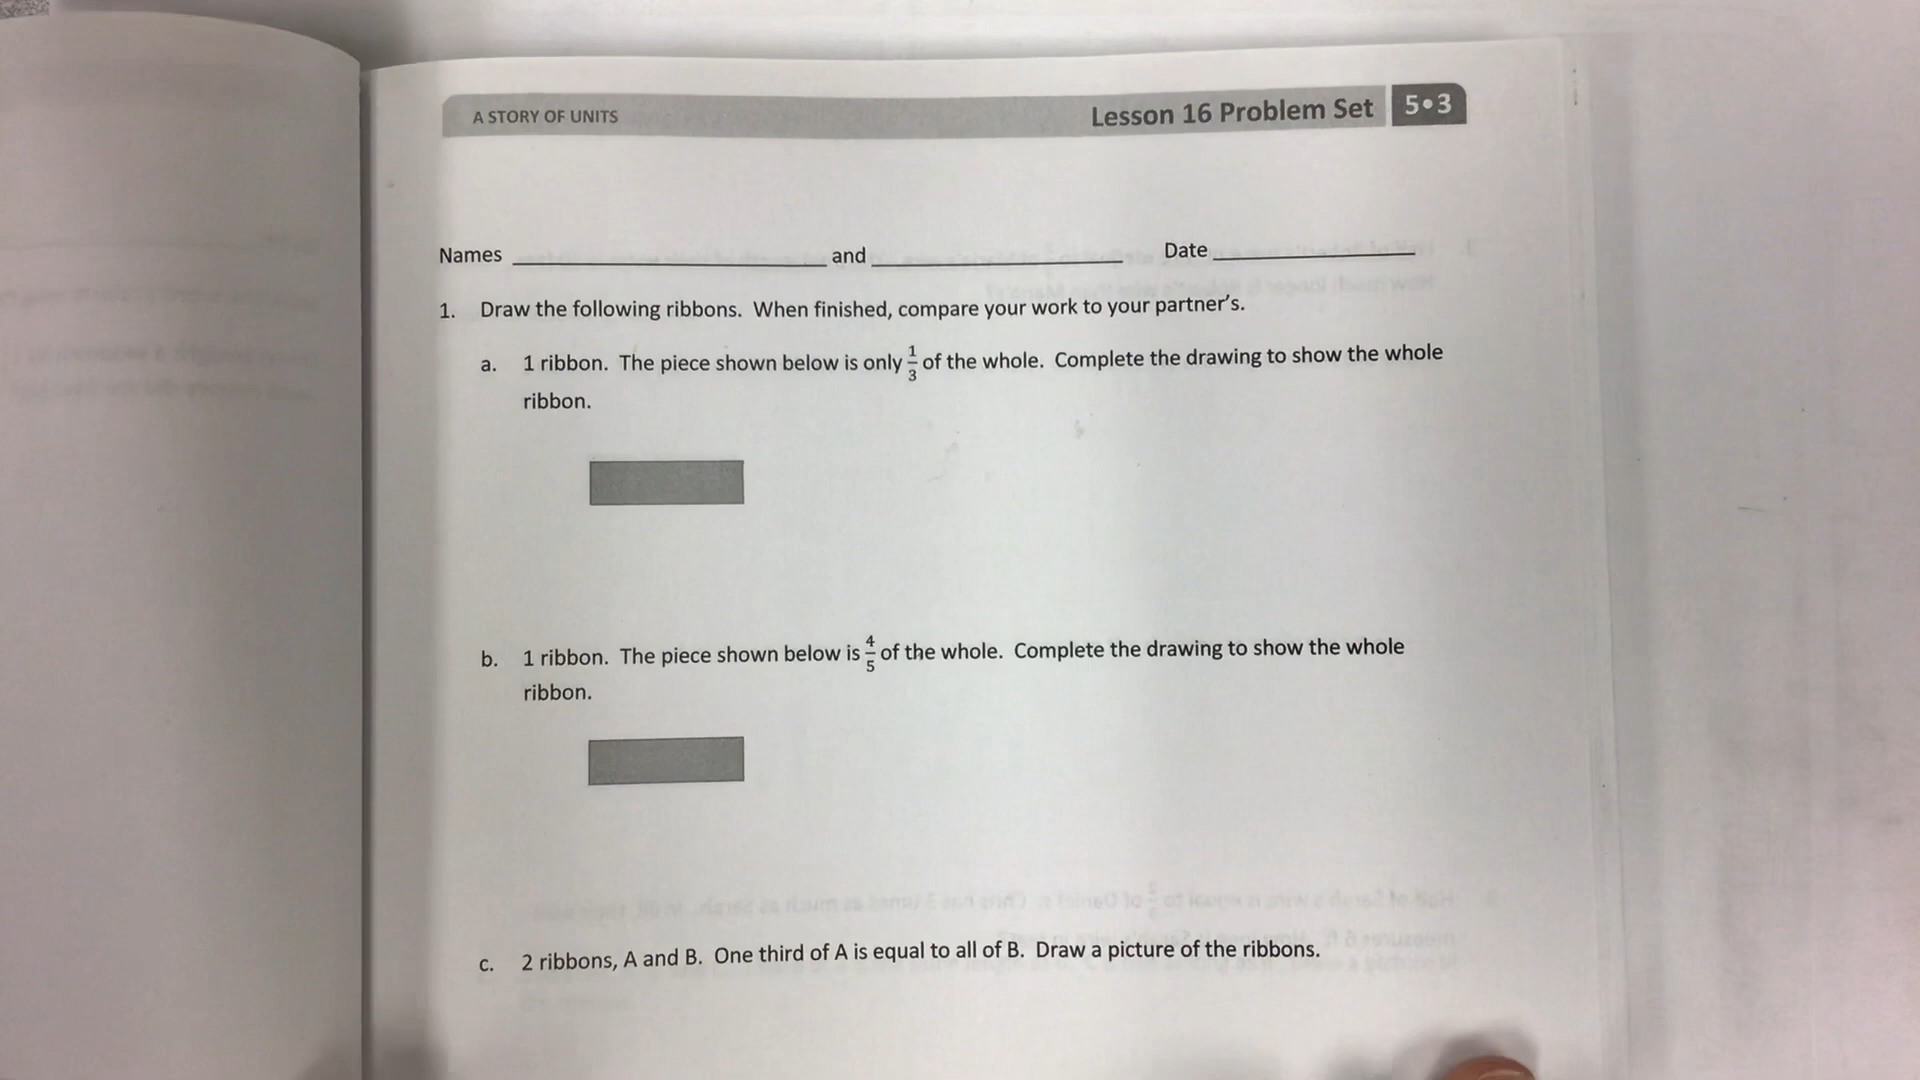 A STORY OF UNITS
Lesson 16 Problem Set 5•3
Names and Date
1. Draw the following ribbons. When finished, compare your work to your partner's.
a. 1 ribbon. The piece shown below is only 1/3 of the whole. Complete the drawing to show the whole
ribbon.
b. 1 ribbon. The piece shown below is 4/5 of the whole. Complete the drawing to show the whole
ribbon.
c. 2 ribbons, A and B. One third of A is equal to all of B. Draw a picture of the ribbons.